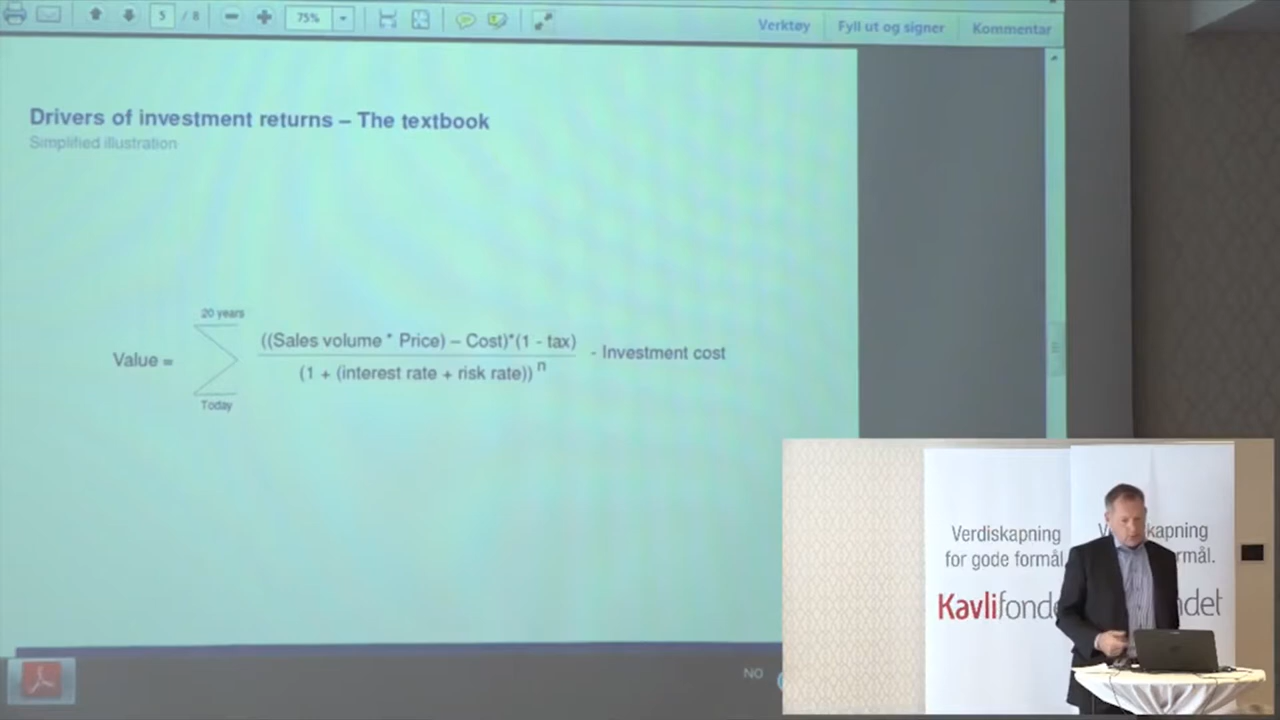 5 / 8
75%
Verktøy
Fyll ut og signer
Kommentar
Drivers of investment returns – The textbook
Simplified illustration
20 years
Value =
((Sales volume * Price) – Cost)*(1 - tax)
(1 + (interest rate + risk rate)) n
- Investment cost
Today
NO
Verdiskapning
for gode formål.
Kavlifond